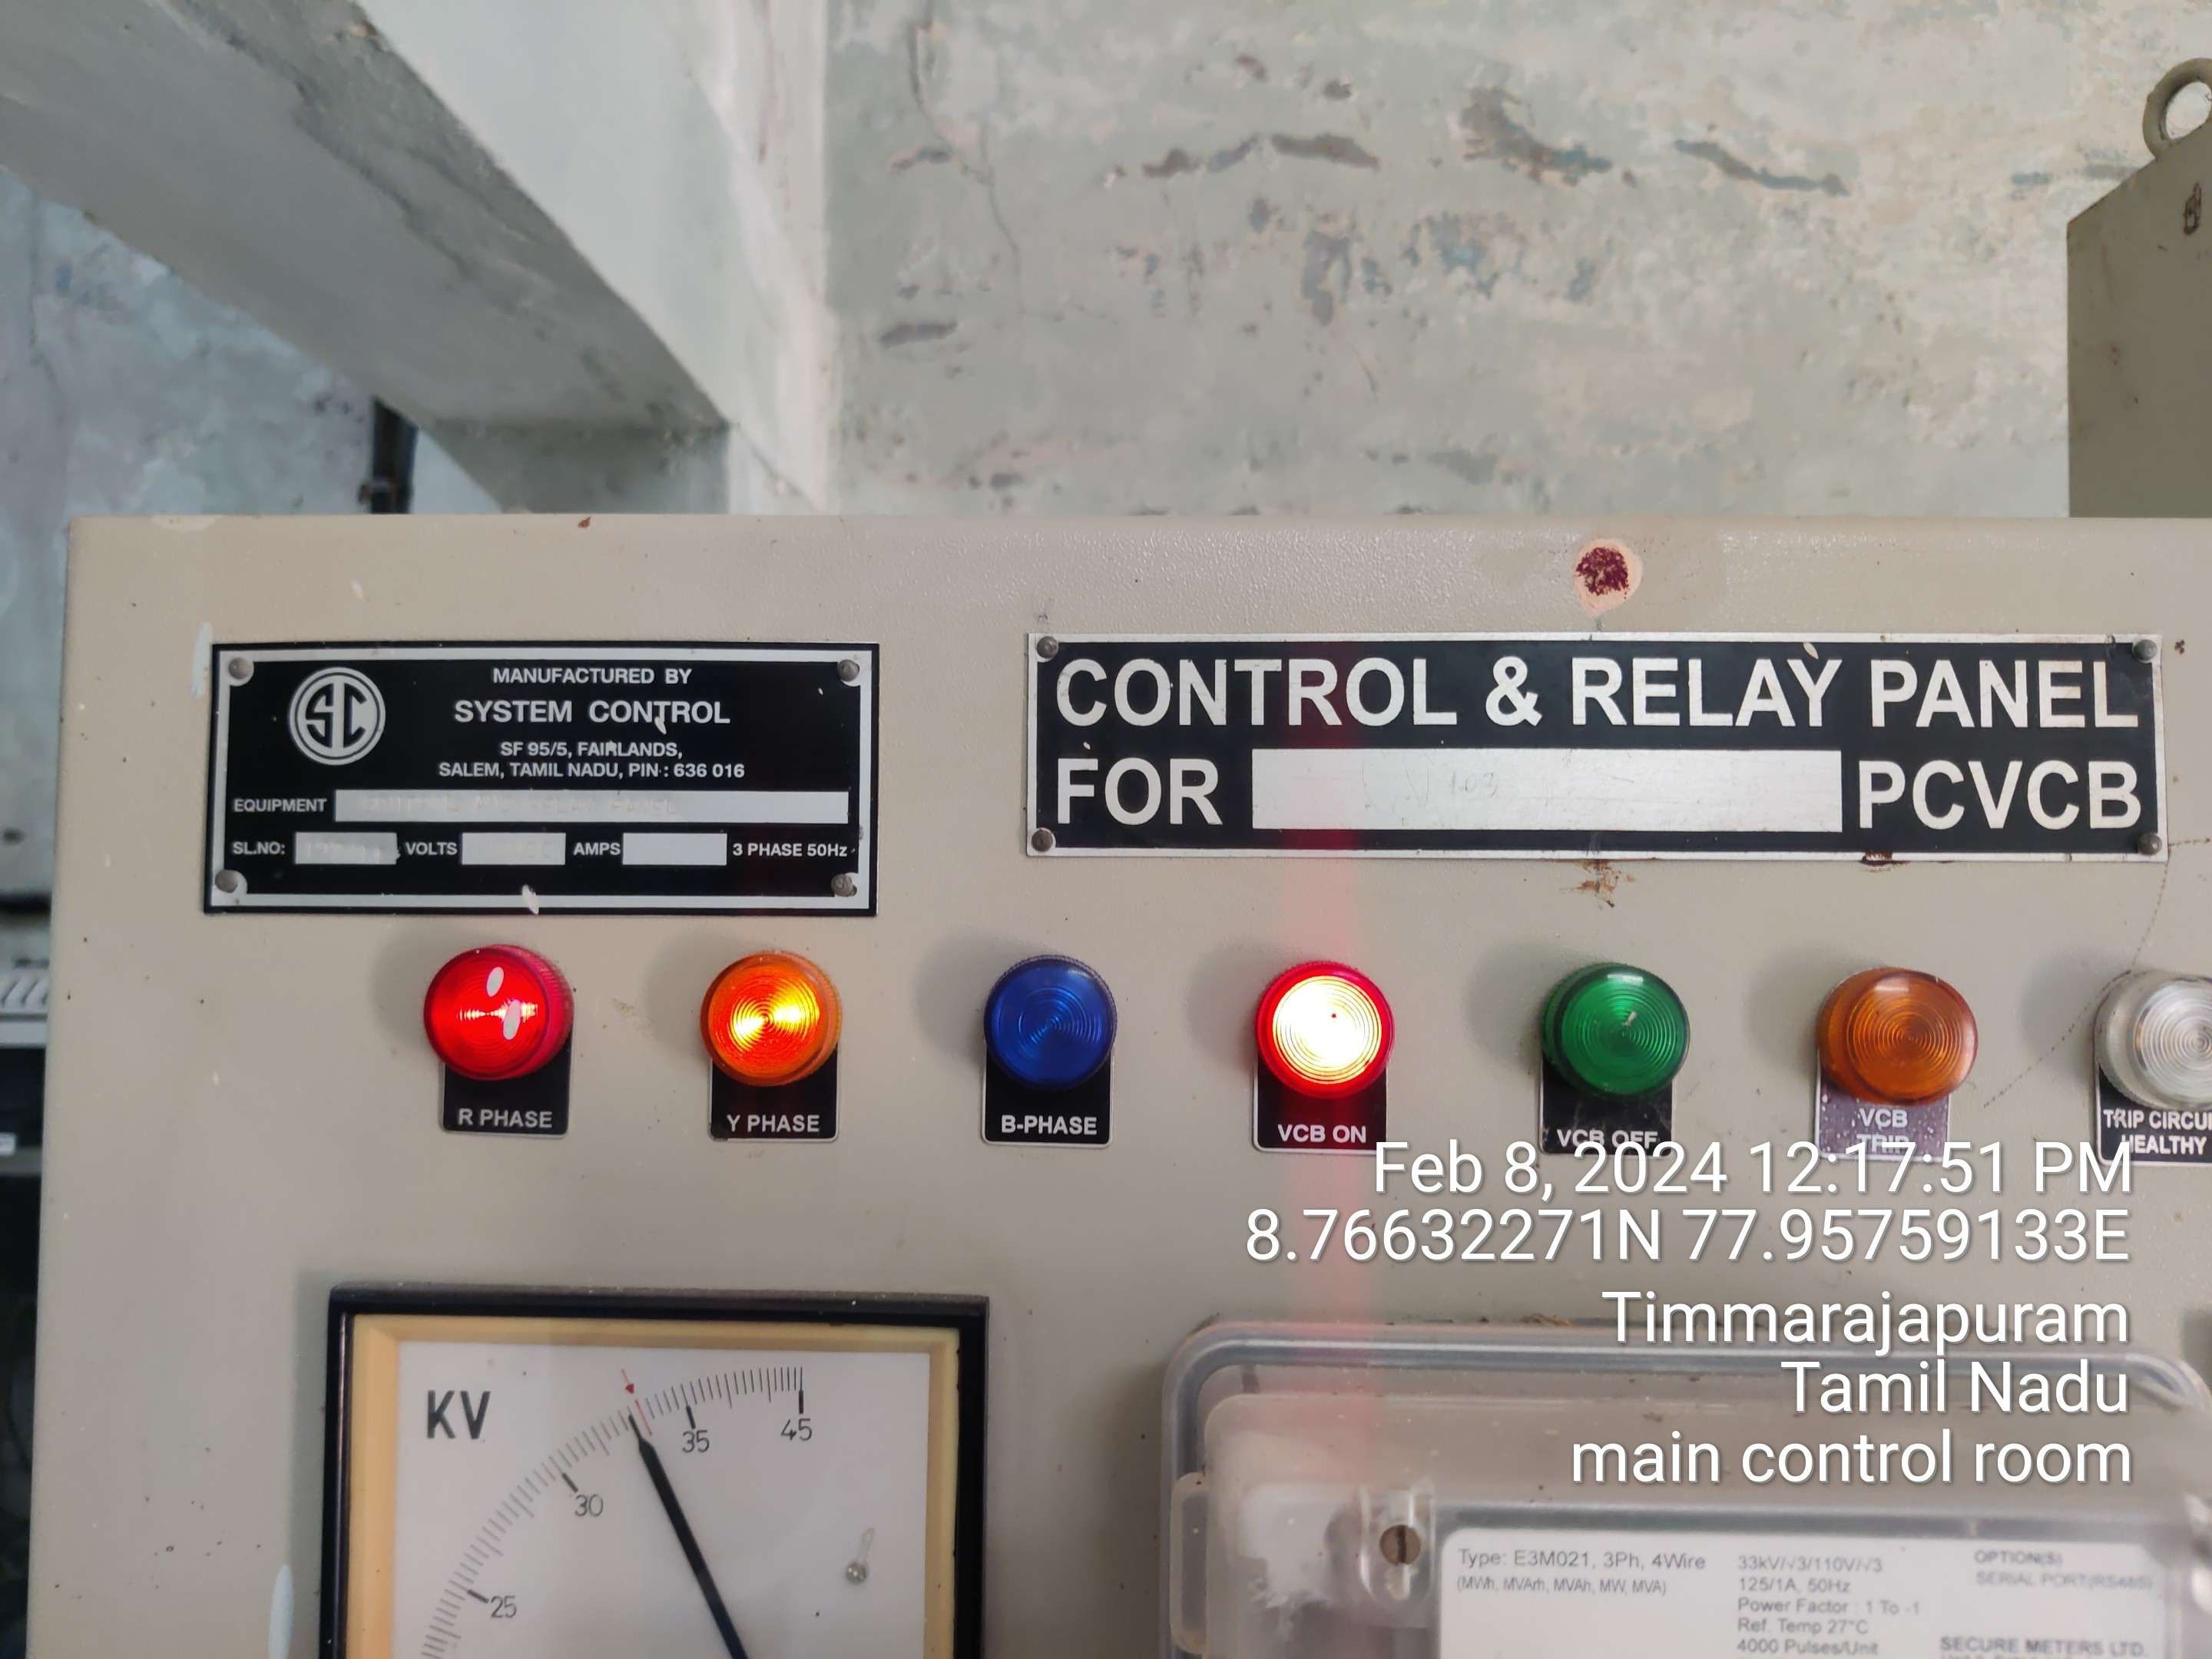 SC
MANUFACTURED BY
SYSTEM CONTROL
SF 95/5, FAIRLANDS,
SALEM, TAMIL NADU, PIN : 636 016
EQUIPMENT
SL.NO: VOLTS AMPS 3 PHASE 50Hz
CONTROL & RELAY PANEL
FOR PCVCB
R PHASE
Y PHASE
B-PHASE
VCB ON
VCB OFF
VCB
TRIP
TRIP CIRCUI
HEALTHY
Feb 8, 2024 12:17:51 PM
8.76632271N 77.95759133E
Timmarajapuram
Tamil Nadu
main control room
KV
25
30
35
45
Type: E3M021, 3Ph, 4Wire
(MWh, MVArh, MVAh, MW, MVA)
33kV/√3/110V/√3
125/1A, 50Hz
Power Factor : 1 To -1
Ref. Temp 27°C
4000 Pulses/Unit
OPTION(S)
SERIAL PORT(RS485)
SECURE METERS LTD.